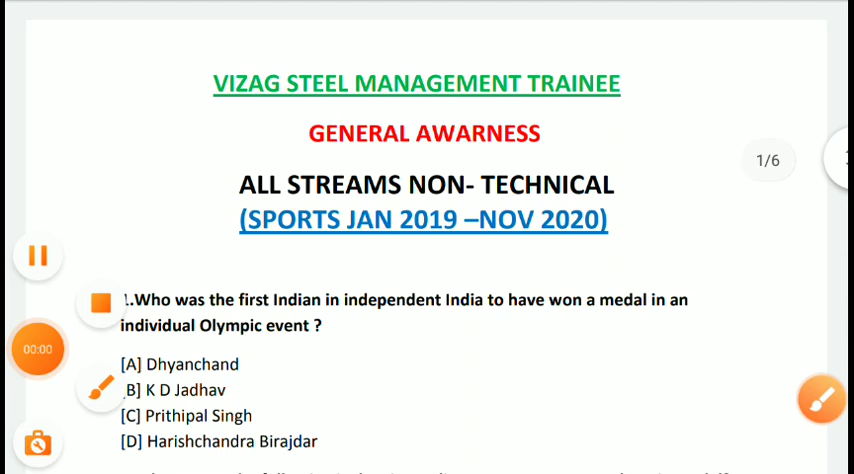 VIZAG STEEL MANAGEMENT TRAINEE
GENERAL AWARNESS
1/6
ALL STREAMS NON- TECHNICAL
(SPORTS JAN 2019 –NOV 2020)
1.Who was the first Indian in independent India to have won a medal in an
individual Olympic event ?
00:00
[A] Dhyanchand
[B] K D Jadhav
[C] Prithipal Singh
[D] Harishchandra Birajdar